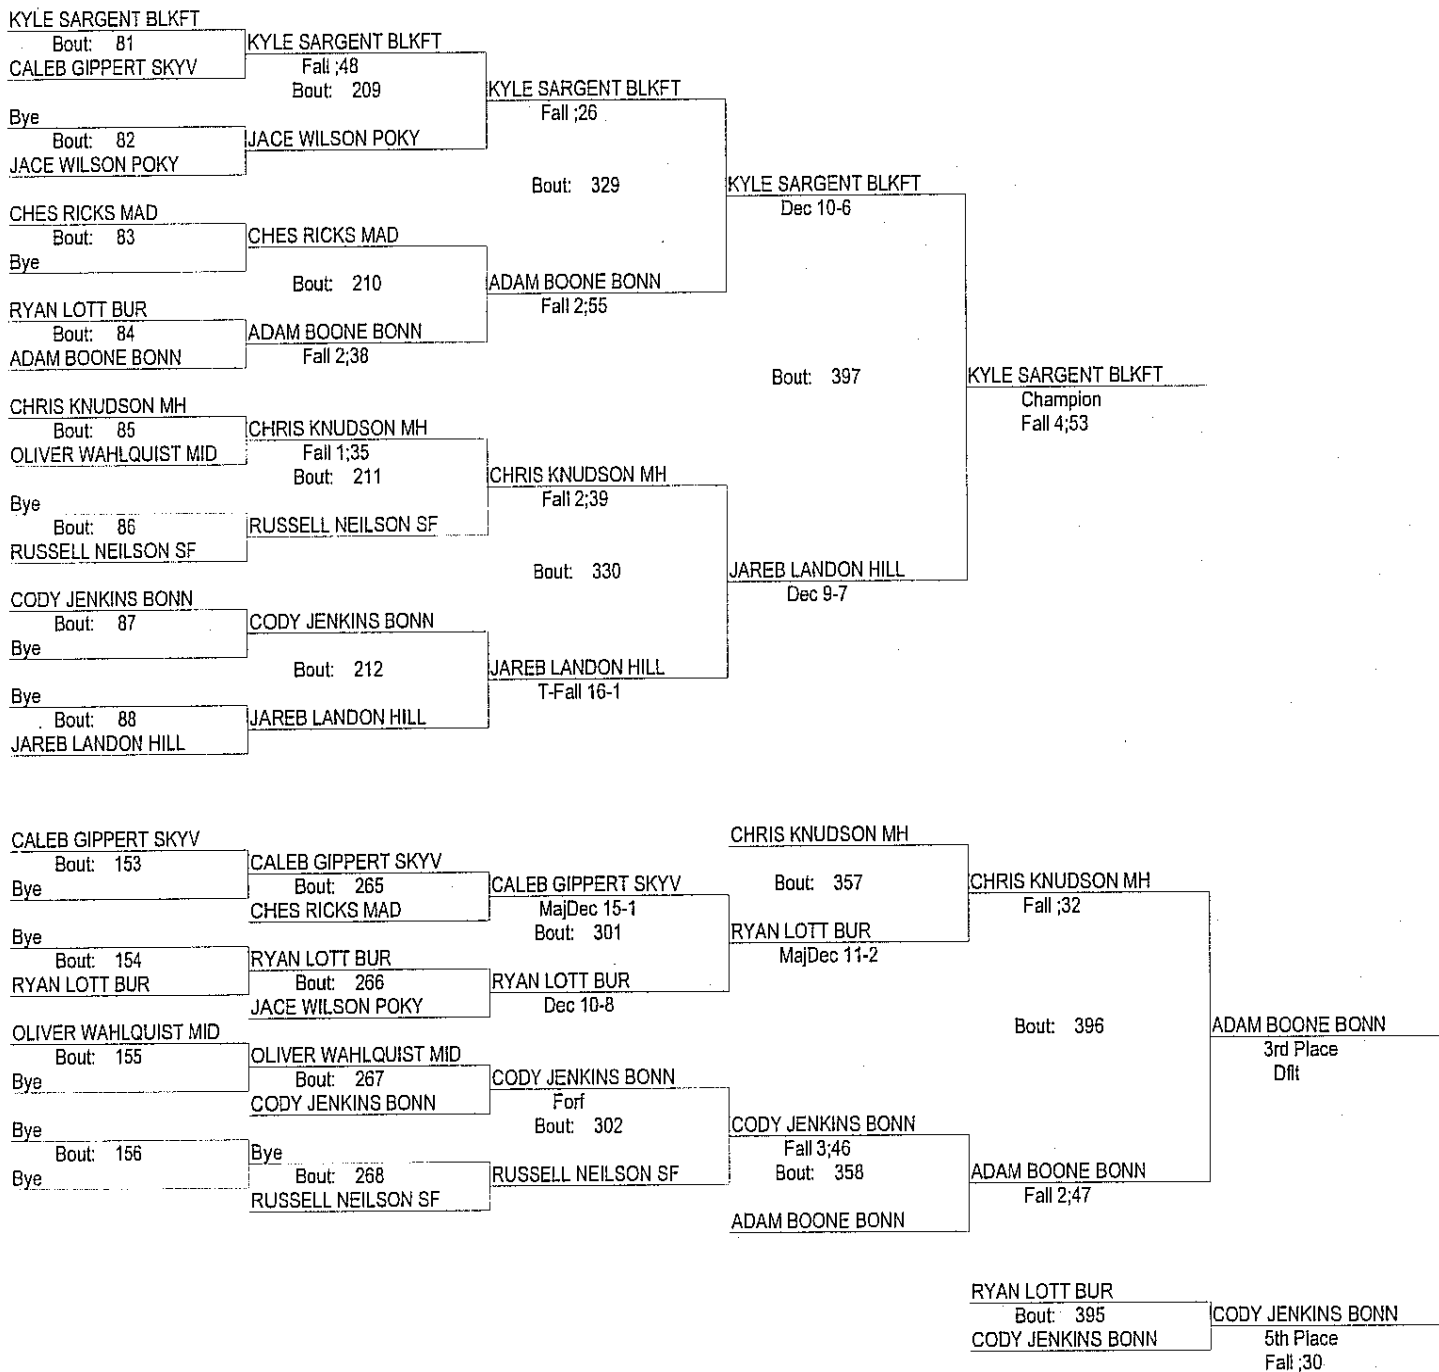 KYLE SARGENT BLKFT
Bout: 81
CALEB GIPPERT SKYV
Bye
Bout: 82
JACE WILSON POKY
CHES RICKS MAD
Bout: 83
Bye
RYAN LOTT BUR
Bout: 84
ADAM BOONE BONN
CHRIS KNUDSON MH
Bout: 85
OLIVER WAHLQUIST MID
Bye
Bout: 86
RUSSELL NEILSON SF
CODY JENKINS BONN
Bout: 87
Bye
Bye
Bout: 88
JAREB LANDON HILL
KYLE SARGENT BLKFT
Fall ;48
Bout: 209
JACE WILSON POKY
CHES RICKS MAD
Bout: 210
ADAM BOONE BONN
Fall 2;38
CHRIS KNUDSON MH
Fall 1;35
Bout: 211
RUSSELL NEILSON SF
CODY JENKINS BONN
Bout: 212
JAREB LANDON HILL
KYLE SARGENT BLKFT
Fall ;26
Bout: 329
ADAM BOONE BONN
Fall 2;55
CHRIS KNUDSON MH
Fall 2;39
Bout: 330
JAREB LANDON HILL
T-Fall 16-1
KYLE SARGENT BLKFT
Dec 10-6
Bout: 397
JAREB LANDON HILL
Dec 9-7
KYLE SARGENT BLKFT
Champion
Fall 4;53
CALEB GIPPERT SKYV
Bout: 153
Bye
Bye
Bout: 154
RYAN LOTT BUR
OLIVER WAHLQUIST MID
Bout: 155
Bye
Bye
Bout: 156
Bye
CALEB GIPPERT SKYV
Bout: 265
CHES RICKS MAD
RYAN LOTT BUR
Bout: 266
JACE WILSON POKY
OLIVER WAHLQUIST MID
Bout: 267
CODY JENKINS BONN
Bye
Bout: 268
RUSSELL NEILSON SF
CALEB GIPPERT SKYV
MajDec 15-1
Bout: 301
RYAN LOTT BUR
Dec 10-8
CODY JENKINS BONN
Forf
Bout: 302
RUSSELL NEILSON SF
CHRIS KNUDSON MH
Bout: 357
RYAN LOTT BUR
MajDec 11-2
CODY JENKINS BONN
Fall 3;46
Bout: 358
ADAM BOONE BONN
CHRIS KNUDSON MH
Fall ;32
Bout: 396
ADAM BOONE BONN
Fall 2;47
ADAM BOONE BONN
3rd Place
Dflt
RYAN LOTT BUR
Bout: 395
CODY JENKINS BONN
CODY JENKINS BONN
5th Place
Fall ;30